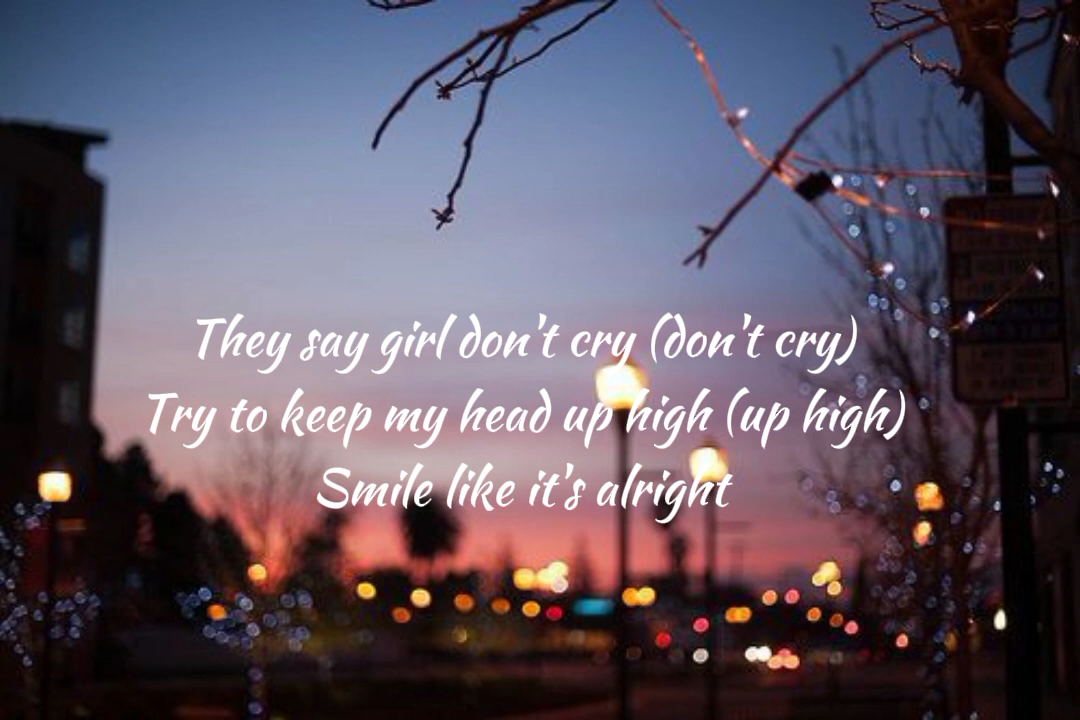 They say girl don't cry (don't cry)
Try to keep my head up high (up high)
Smile like it's alright